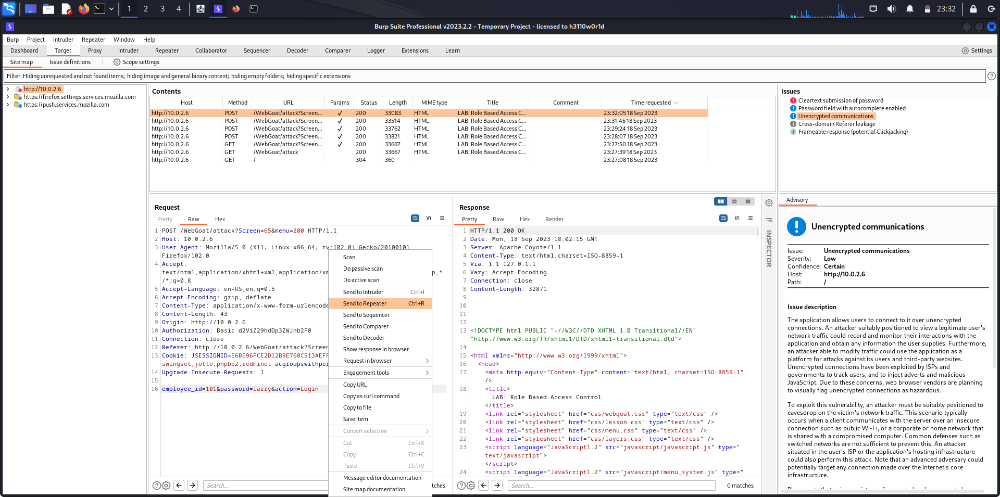 1 2 3 4 23:32
Burp Suite Professional v2023.2.2 - Temporary Project - licensed to h3110w0r1d
Burp Project Intruder Repeater Window Help
Dashboard Target Proxy Intruder Repeater Collaborator Sequencer Decoder Comparer Logger Extensions Learn Settings
Site map Issue definitions Scope settings
Filter: Hiding unrequested and not found items; hiding image and general binary content; hiding empty folders; hiding specific extensions
http://10.0.2.6
https://firefox.settings.services.mozilla.com
https://push.services.mozilla.com
Contents
Host Method URL Params Status Length MIME type Title Comment Time requested
http://10.0.2.6 POST /WebGoat/attack?Screen... ✓ 200 33083 HTML LAB: Role Based Access C... 23:32:05 18 Sep 2023
http://10.0.2.6 POST /WebGoat/attack?Screen... ✓ 200 33514 HTML LAB: Role Based Access C... 23:31:45 18 Sep 2023
http://10.0.2.6 POST /WebGoat/attack?Screen... ✓ 200 33762 HTML LAB: Role Based Access C... 23:29:24 18 Sep 2023
http://10.0.2.6 POST /WebGoat/attack?Screen... ✓ 200 33821 HTML LAB: Role Based Access C... 23:28:07 18 Sep 2023
http://10.0.2.6 GET /WebGoat/attack?Screen... ✓ 200 33667 HTML LAB: Role Based Access C... 23:27:50 18 Sep 2023
http://10.0.2.6 GET /WebGoat/attack 200 33667 HTML LAB: Role Based Access C... 23:27:39 18 Sep 2023
http://10.0.2.6 GET / 304 360 23:27:08 18 Sep 2023
Issues
Cleartext submission of password
Password field with autocomplete enabled
Unencrypted communications
Cross-domain Referer leakage
Frameable response (potential Clickjacking)
Request
Pretty Raw Hex \n
1 POST /WebGoat/attack?Screen=65&menu=200 HTTP/1.1
2 Host: 10.0.2.6
3 User-Agent: Mozilla/5.0 (X11; Linux x86_64; rv:102.0) Gecko/20100101
Firefox/102.0
4 Accept:
text/html,application/xhtml+xml,application/xm p,*
/*;q=0.8
5 Accept-Language: en-US,en;q=0.5
6 Accept-Encoding: gzip, deflate
7 Content-Type: application/x-www-form-urlencode
8 Content-Length: 43
9 Origin: http://10.0.2.6
10 Authorization: Basic d2ViZ29hdDp3ZWJnb2F0
11 Connection: close
12 Referer: http://10.0.2.6/WebGoat/attack?Screen
13 Cookie: JSESSIONID=E6BE96FCE2D12B9E760C513AEFF
swingset,jotto,phpbb2,redmine; acgroupswithper
14 Upgrade-Insecure-Requests: 1
15
16 employee_id=101&password=larry&action=Login
Search... tches
Scan
Do passive scan
Do active scan
Send to Intruder Ctrl+I
Send to Repeater Ctrl+R
Send to Sequencer
Send to Comparer
Send to Decoder
Show response in browser
Request in browser
Engagement tools
Copy URL
Copy as curl command
Copy to file
Save item
Convert selection
Cut Ctrl+X
Copy Ctrl+C
Paste Ctrl+V
Message editor documentation
Site map documentation
Response
Pretty Raw Hex Render \n
1 HTTP/1.1 200 OK
2 Date: Mon, 18 Sep 2023 18:02:15 GMT
3 Server: Apache-Coyote/1.1
4 Content-Type: text/html;charset=ISO-8859-1
5 Via: 1.1 127.0.1.1
6 Vary: Accept-Encoding
7 Connection: close
8 Content-Length: 32871
9
10
11
12
13 <!DOCTYPE html PUBLIC "-//W3C//DTD XHTML 1.0 Transitional//EN"
"http://www.w3.org/TR/xhtml1/DTD/xhtml1-transitional.dtd">
14
15 <html xmlns="http://www.w3.org/1999/xhtml">
16 <head>
17 <meta http-equiv="Content-Type" content="text/html; charset=ISO-8859-1"
/>
18 <title>
LAB: Role Based Access Control
</title>
19 <link rel="stylesheet" href="css/webgoat.css" type="text/css" />
20 <link rel="stylesheet" href="css/lesson.css" type="text/css" />
21 <link rel="stylesheet" href="css/menu.css" type="text/css" />
22 <link rel="stylesheet" href="css/layers.css" type="text/css" />
23 <script language="JavaScript1.2" src="javascript/javascript.js" type="
text/javascript">
</script>
24 <script language="JavaScript1.2" src="javascript/menu_system.js" type="
Search... 0 matches
INSPECTOR
Advisory
Unencrypted communications
Issue: Unencrypted communications
Severity: Low
Confidence: Certain
Host: http://10.0.2.6
Path: /
Issue description
The application allows users to connect to it over unencrypted
connections. An attacker suitably positioned to view a legitimate user's
network traffic could record and monitor their interactions with the
application and obtain any information the user supplies. Furthermore,
an attacker able to modify traffic could use the application as a
platform for attacks against its users and third-party websites.
Unencrypted connections have been exploited by ISPs and
governments to track users, and to inject adverts and malicious
JavaScript. Due to these concerns, web browser vendors are planning
to visually flag unencrypted connections as hazardous.
To exploit this vulnerability, an attacker must be suitably positioned to
eavesdrop on the victim's network traffic. This scenario typically
occurs when a client communicates with the server over an insecure
connection such as public Wi-Fi, or a corporate or home network that
is shared with a compromised computer. Common defenses such as
switched networks are not sufficient to prevent this. An attacker
situated in the user's ISP or the application's hosting infrastructure
could also perform this attack. Note that an advanced adversary could
potentially target any connection made over the Internet's core
infrastructure.